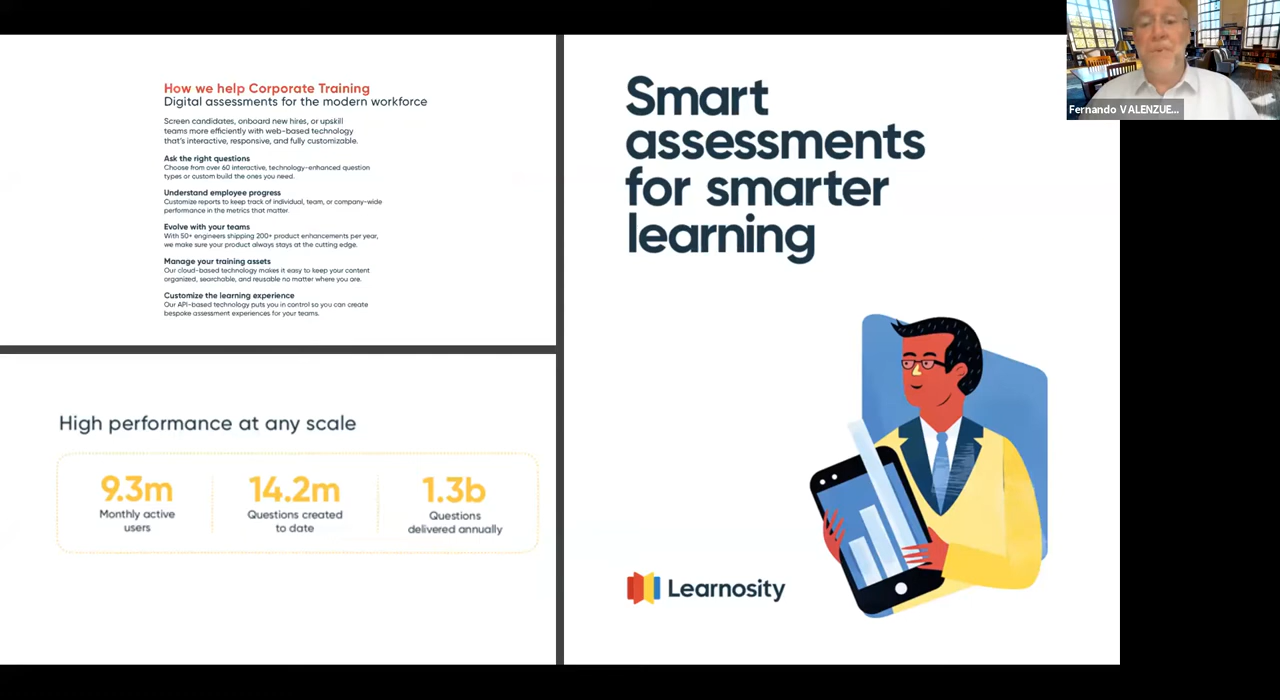 How we help Corporate Training
Digital assessments for the modern workforce
Screen candidates, onboard new hires, or upskill
teams more efficiently with web-based technology
that's interactive, responsive, and fully customizable.
Ask the right questions
Choose from over 60 interactive, technology-enhanced question
types or custom build the ones you need.
Understand employee progress
Customize reports to keep track of individual, team, or company-wide
performance in the metrics that matter.
Evolve with your teams
With 50+ engineers shipping 200+ product enhancements per year,
we make sure your product always stays at the cutting edge.
Manage your training assets
Our cloud-based technology makes it easy to keep your content
organized, searchable, and reusable no matter where you are.
Customize the learning experience
Our API-based technology puts you in control so you can create
bespoke assessment experiences for your teams.
High performance at any scale
9.3m
Monthly active
users
14.2m
Questions created
to date
1.3b
Questions
delivered annually
Smart
assessments
for smarter
learning
Learnosity
Fernando VALENZUE...